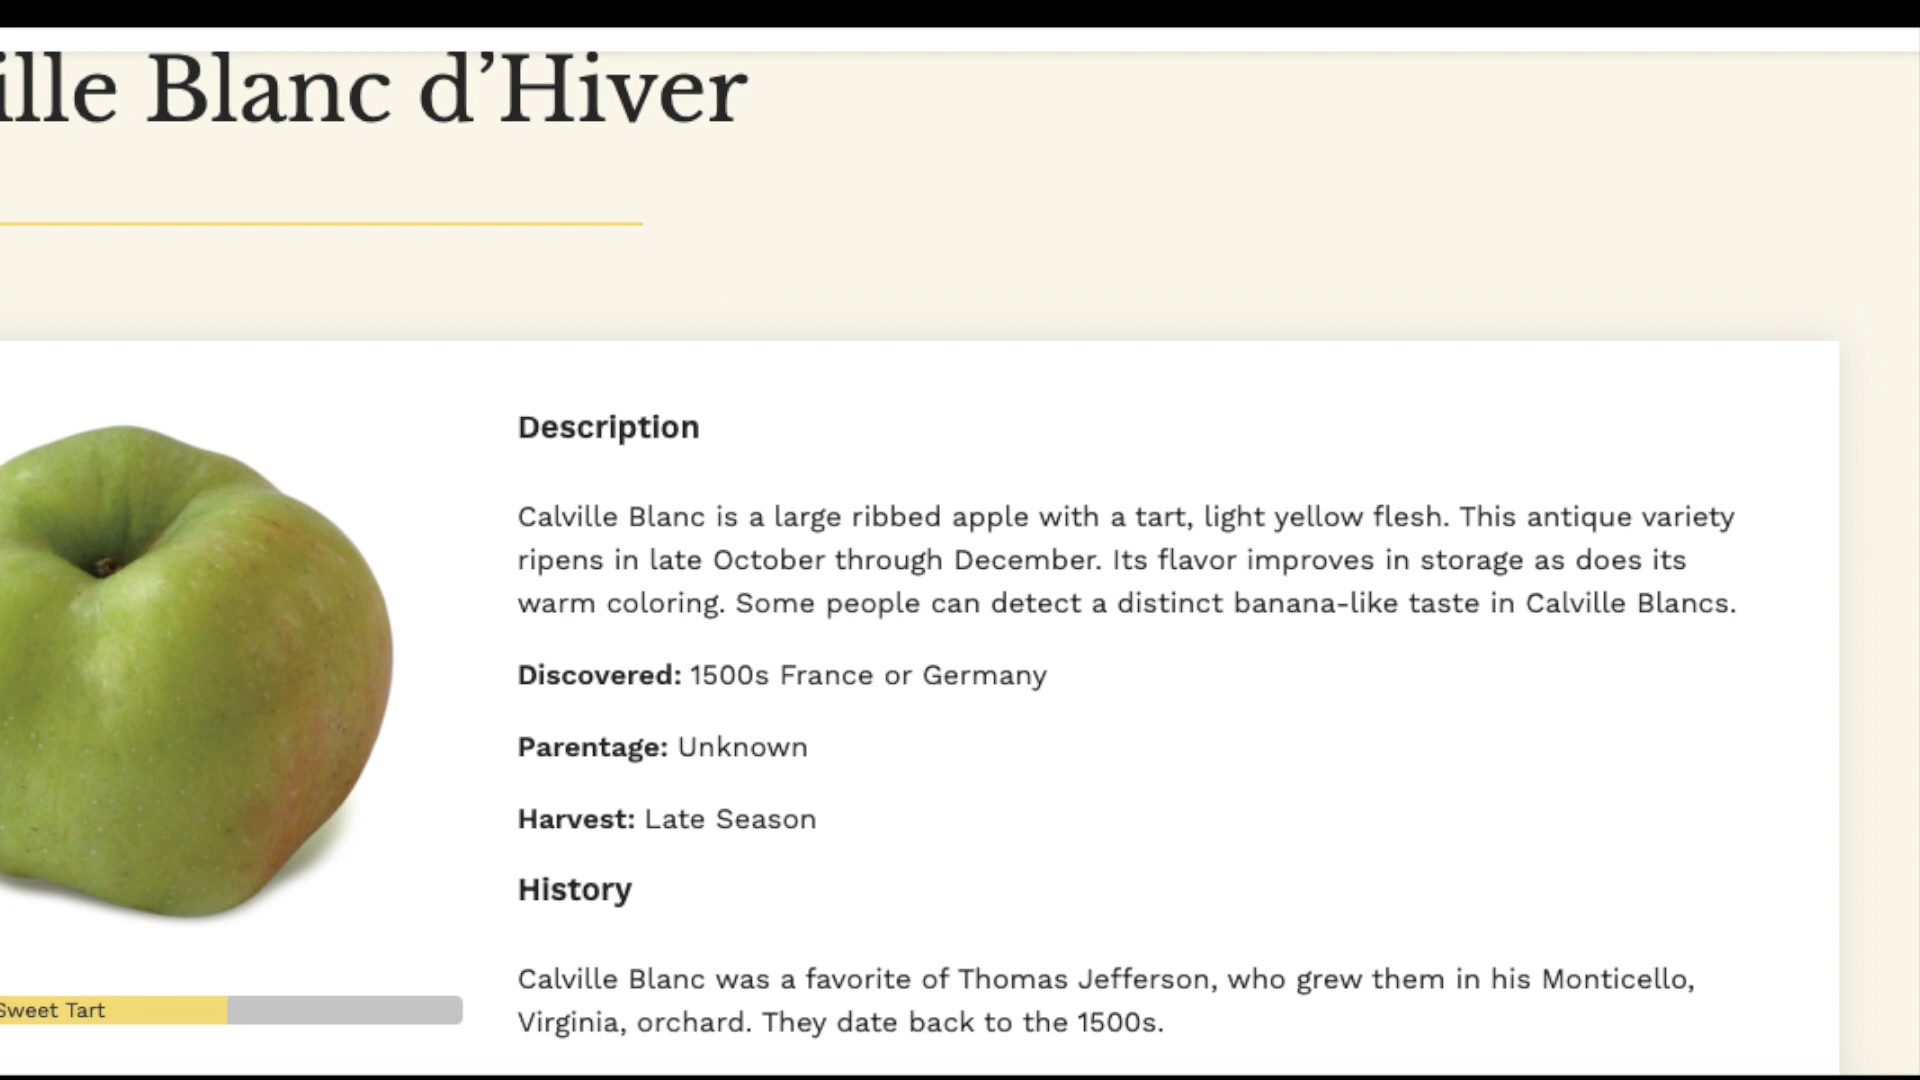 ille Blanc d’Hiver
Description
Calville Blanc is a large ribbed apple with a tart, light yellow flesh. This antique variety
ripens in late October through December. Its flavor improves in storage as does its
warm coloring. Some people can detect a distinct banana-like taste in Calville Blancs.
Discovered: 1500s France or Germany
Parentage: Unknown
Harvest: Late Season
History
Calville Blanc was a favorite of Thomas Jefferson, who grew them in his Monticello,
Virginia, orchard. They date back to the 1500s.
Sweet Tart